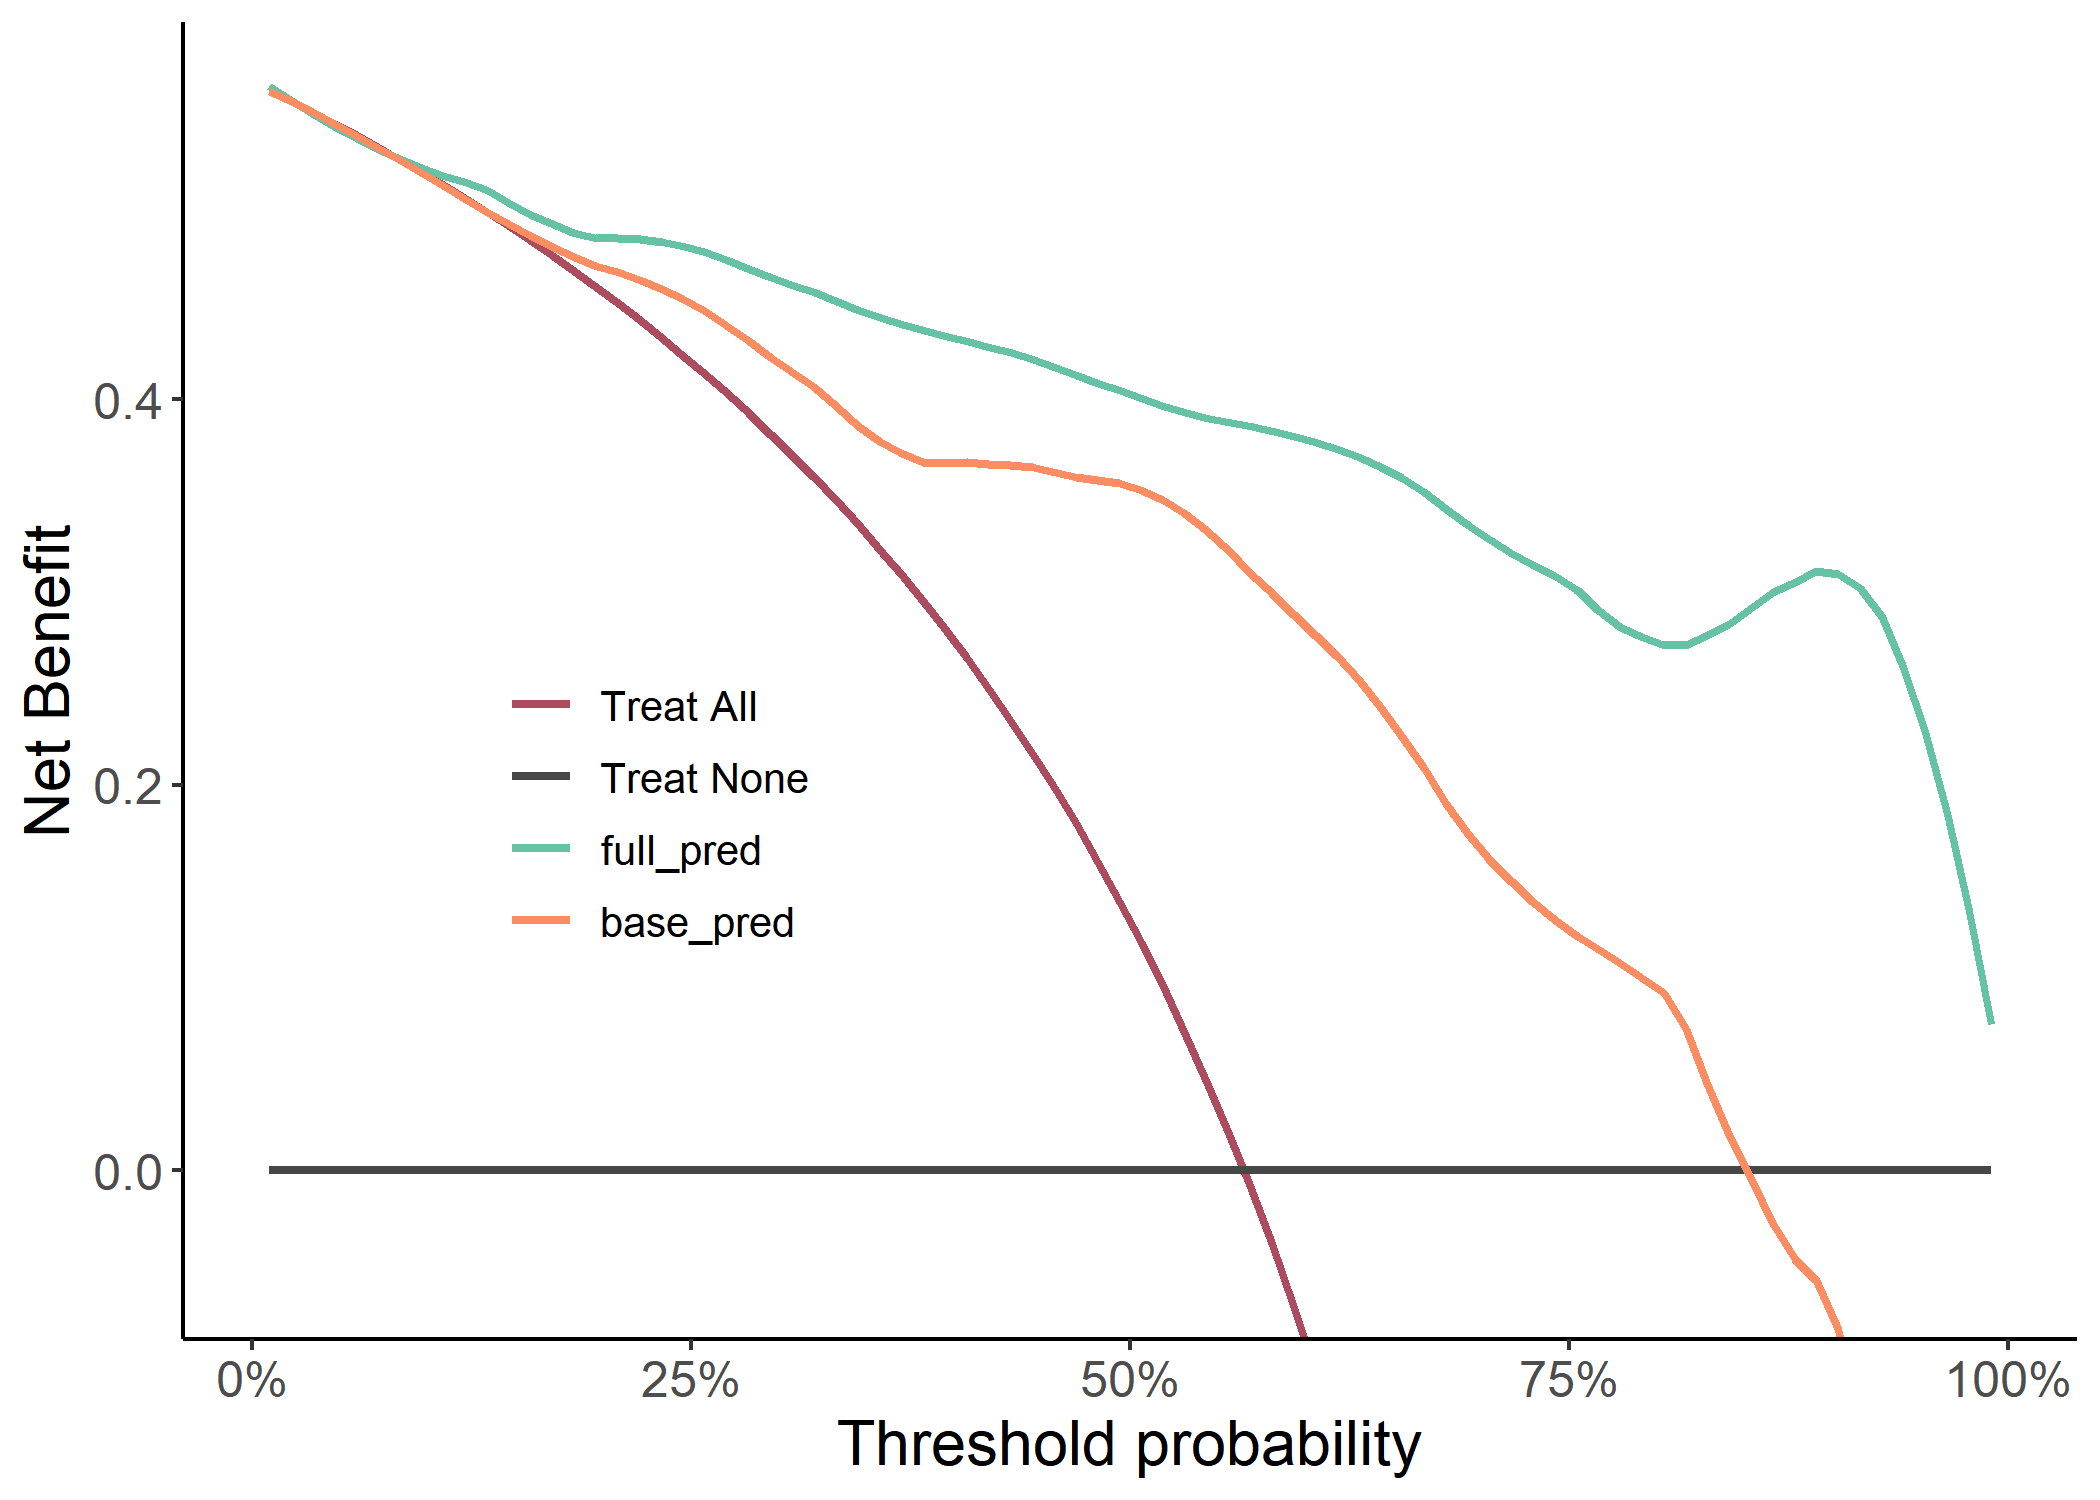 Net Benefit
0.4
0.2
0.0
Treat All
Treat None
full_pred
base_pred
0%
25%
50%
75%
100%
Threshold probability